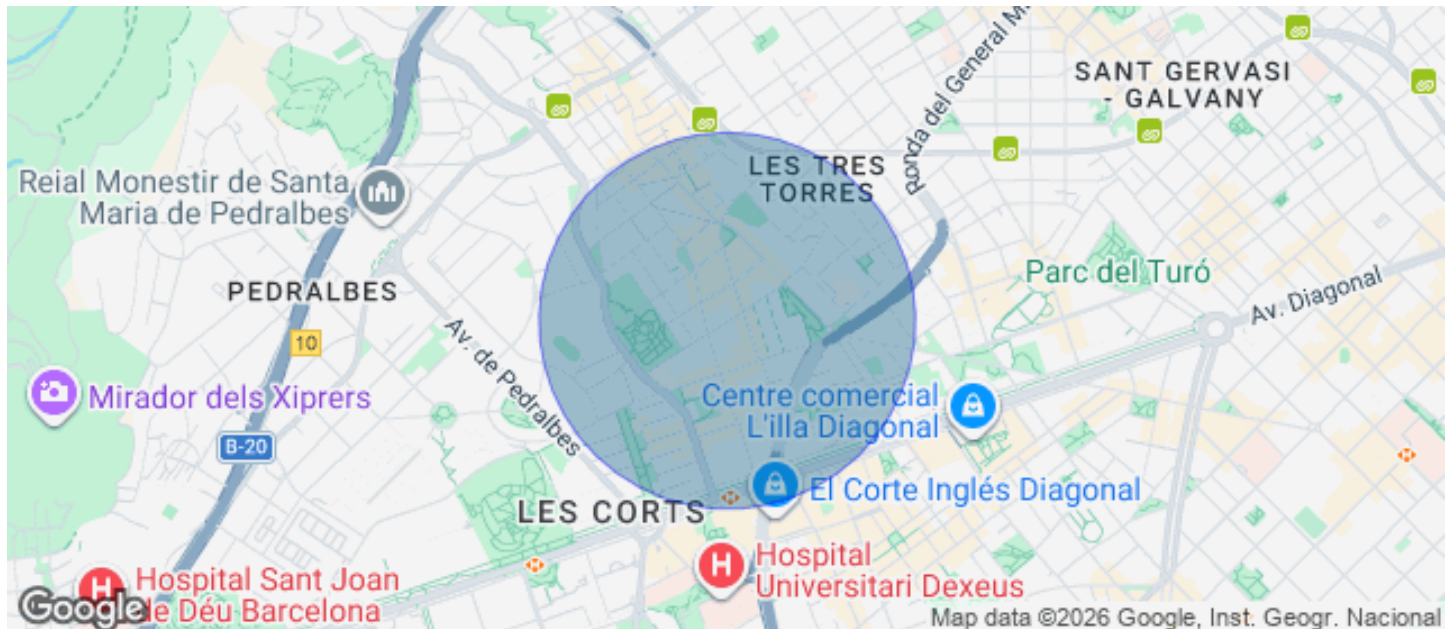 SANT GERVASI
- GALVANY
Ronda del General Mi
LES TRES
TORRES
Reial Monestir de Santa
Maria de Pedralbes
Parc del Turó
Av. Diagonal
PEDRALBES
10
Av. de Pedralbes
Mirador dels Xiprers
Centre comercial
L'illa Diagonal
B-20
El Corte Inglés Diagonal
LES CORTS
Hospital
Universitari Dexeus
Hospital Sant Joan
de Déu Barcelona
Google
Map data ©2026 Google, Inst. Geogr. Nacional